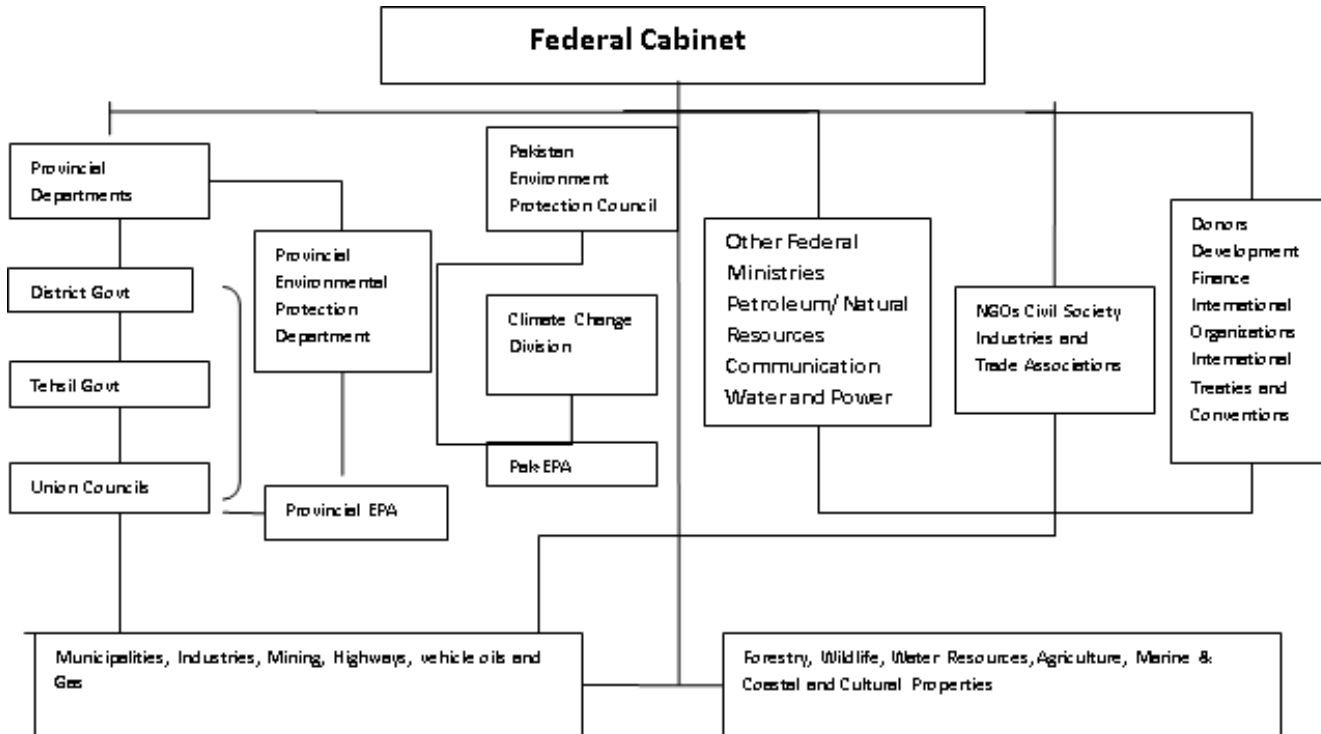 Federal Cabinet
Provincial
Departments
District Govt
Tehsil Govt
Union Councils
Provincial
Environmental
Protection
Department
Provincial EPA
Pakistan
Environment
Protection Council
Climate Change
Division
Pak-EPA
Other Federal
Ministries
Petroleum/ Natural
Resources
Communication
Water and Power
NGOs Civil Society
Industries and
Trade Associations
Donors
Development
Finance
International
Organizations
International
Treaties and
Conventions
Municipalities, Industries, Mining, Highways, vehicle oils and
Gas
Forestry, Wildlife, Water Resources, Agriculture, Marine &
Coastal and Cultural Properties